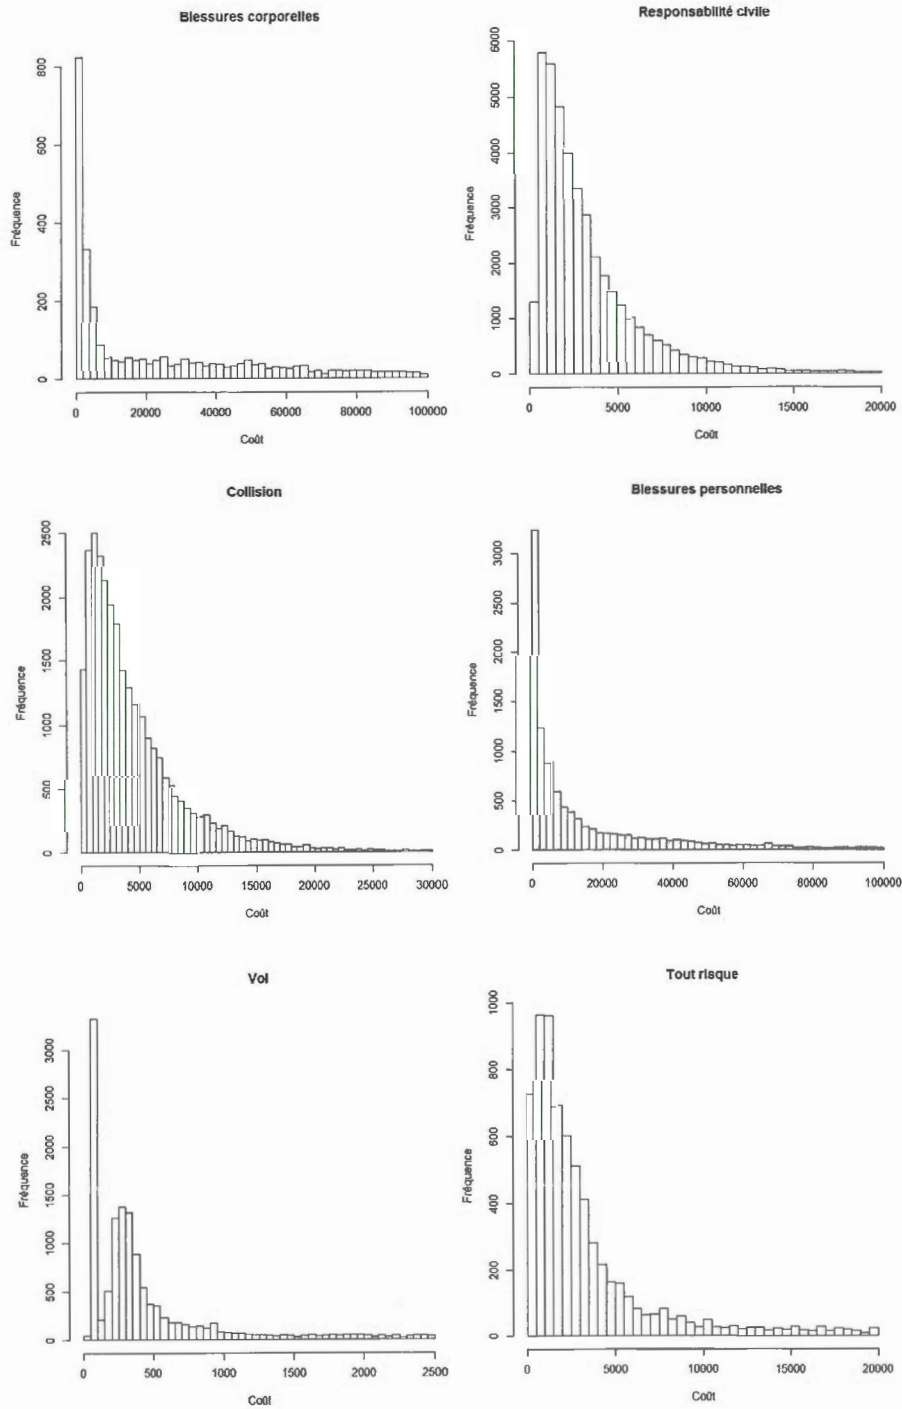 Blessures corporelles
Fréquence
0 200 400 600 800
0 20000 40000 60000 80000 100000
Coût
Responsabilité civile
Fréquence
0 1000 2000 3000 4000 5000 6000
0 5000 10000 15000 20000
Coût
Collision
Fréquence
0 500 1000 1500 2000 2500
0 5000 10000 15000 20000 25000 30000
Coût
Blessures personnelles
Fréquence
0 500 1000 1500 2000 2500 3000
0 20000 40000 60000 80000 100000
Coût
Vol
Fréquence
0 500 1000 1500 2000 2500 3000
0 500 1000 1500 2000 2500
Coût
Tout risque
Fréquence
0 200 400 600 800 1000
0 5000 10000 15000 20000
Coût